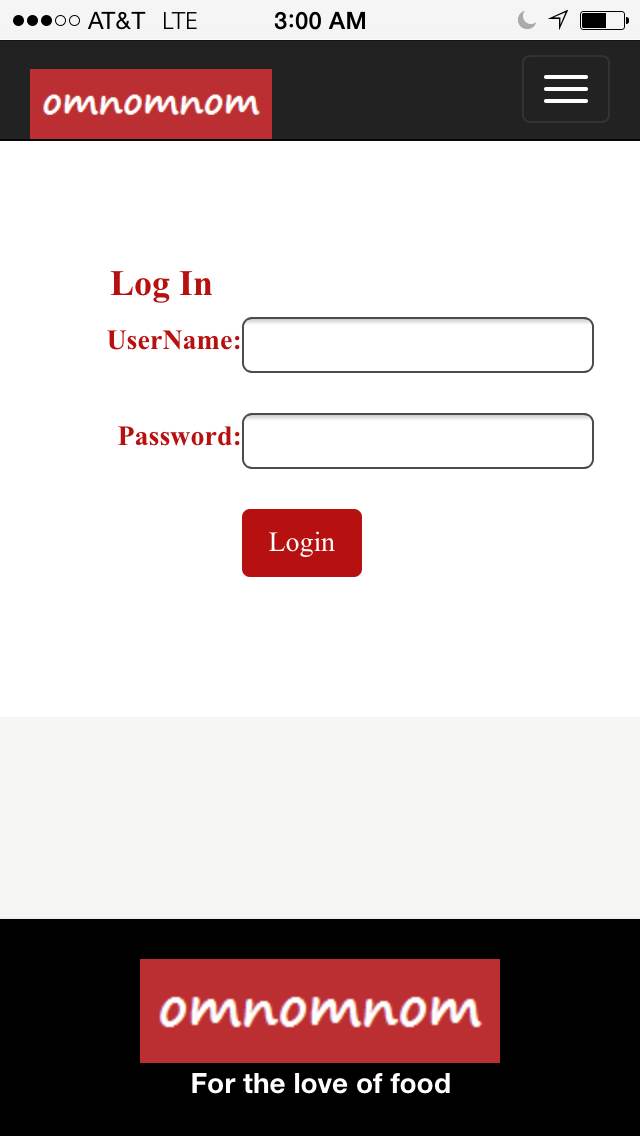 AT&T LTE 3:00 AM
omnomnom
Log In
UserName:
Password:
Login
omnomnom
For the love of food